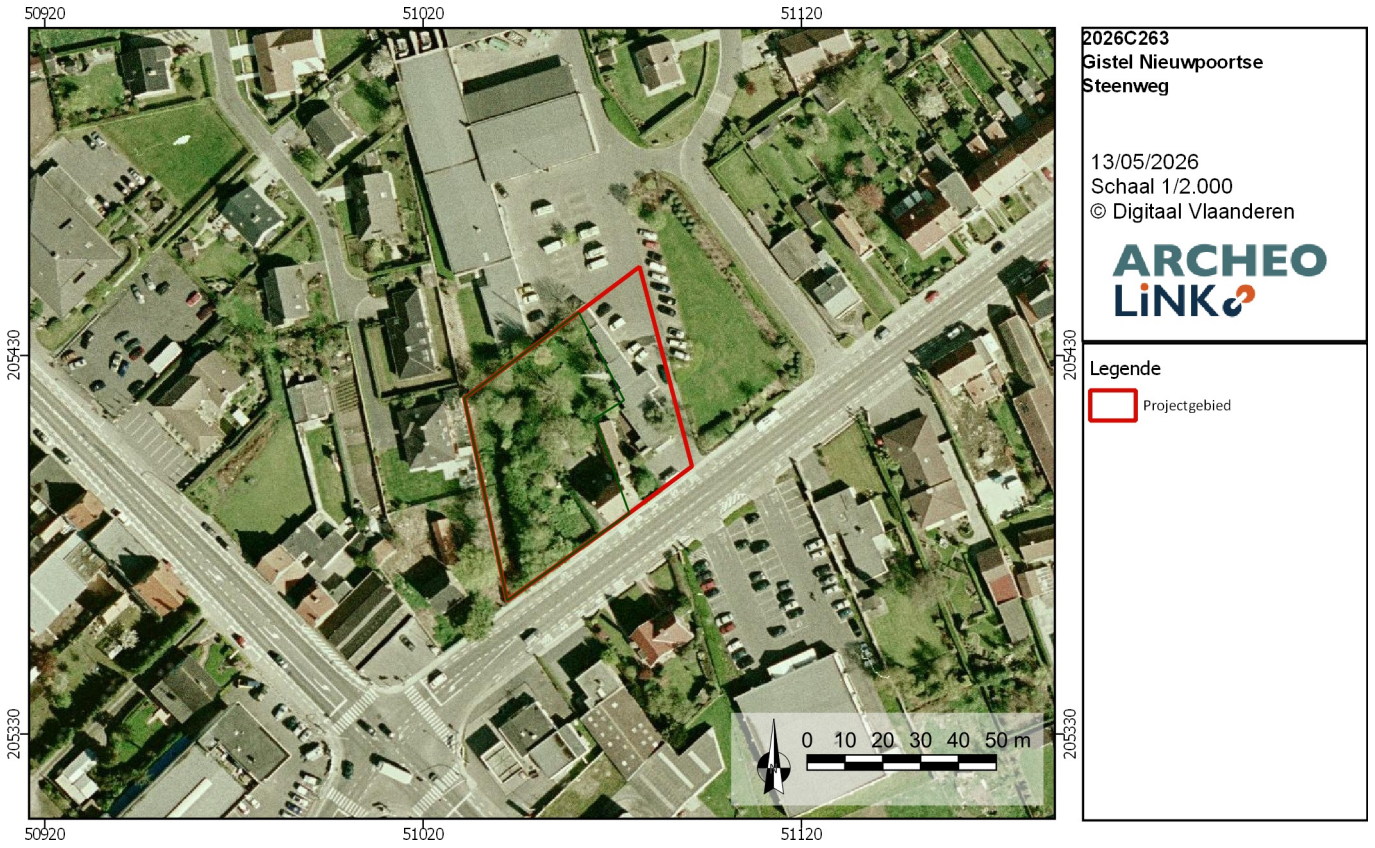 50920
51020
51120
2026C263
Gistel Nieuwpoortse
Steenweg
13/05/2026
Schaal 1/2.000
© Digitaal Vlaanderen
ARCHEO
LiNK
205430
205430
Legende
Projectgebied
205330
205330
0 10 20 30 40 50 m
N
50920
51020
51120